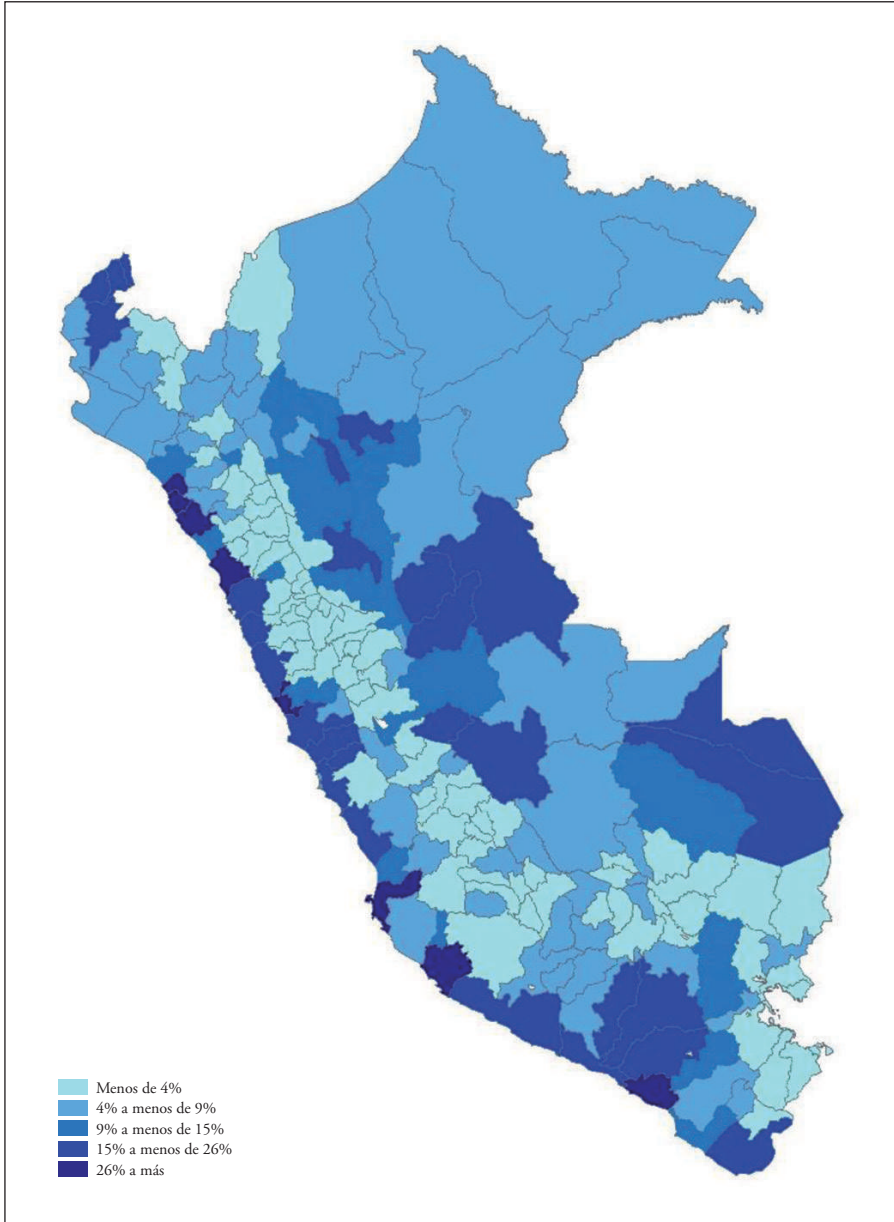 Menos de 4%
4% a menos de 9%
9% a menos de 15%
15% a menos de 26%
26% a más